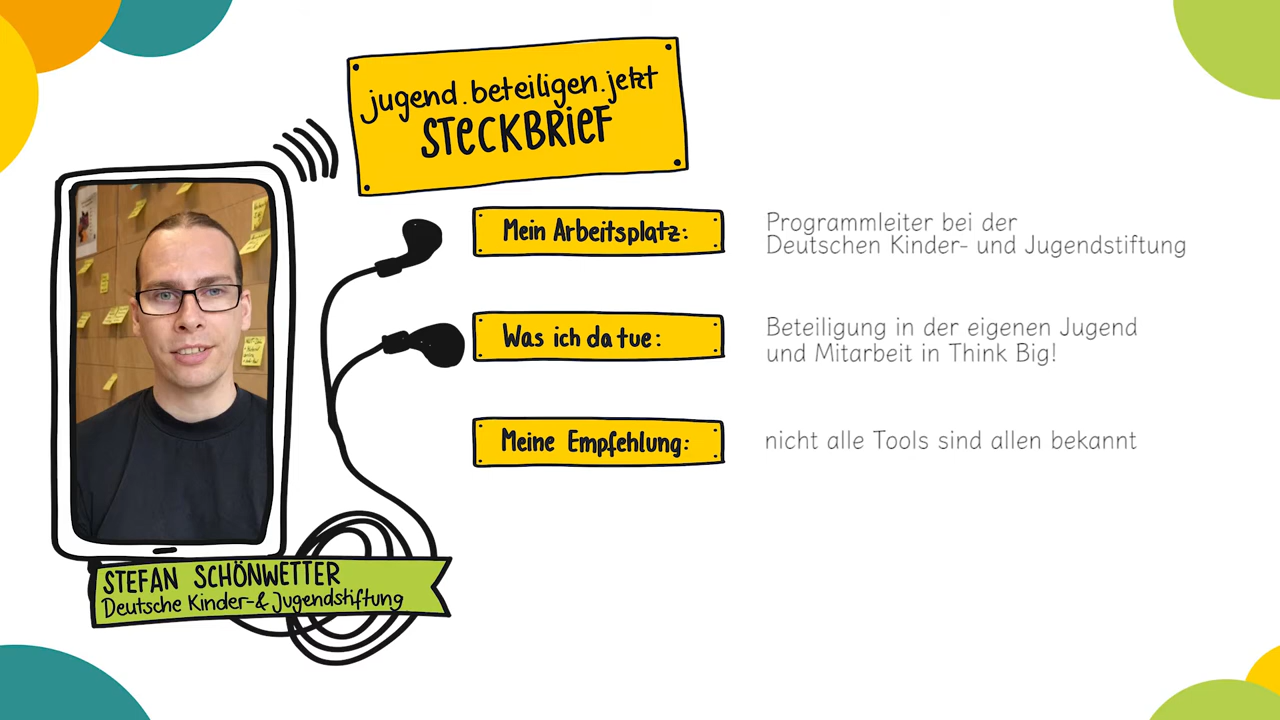 jugend.beteiligen.jetzt
STECKBRIEF
Mein Arbeitsplatz:
Programmleiter bei der
Deutschen Kinder- und Jugendstiftung
Was ich da tue:
Beteiligung in der eigenen Jugend
und Mitarbeit in Think Big!
Meine Empfehlung:
nicht alle Tools sind allen bekannt
STEFAN SCHÖNWETTER
Deutsche Kinder-& Jugendstiftung